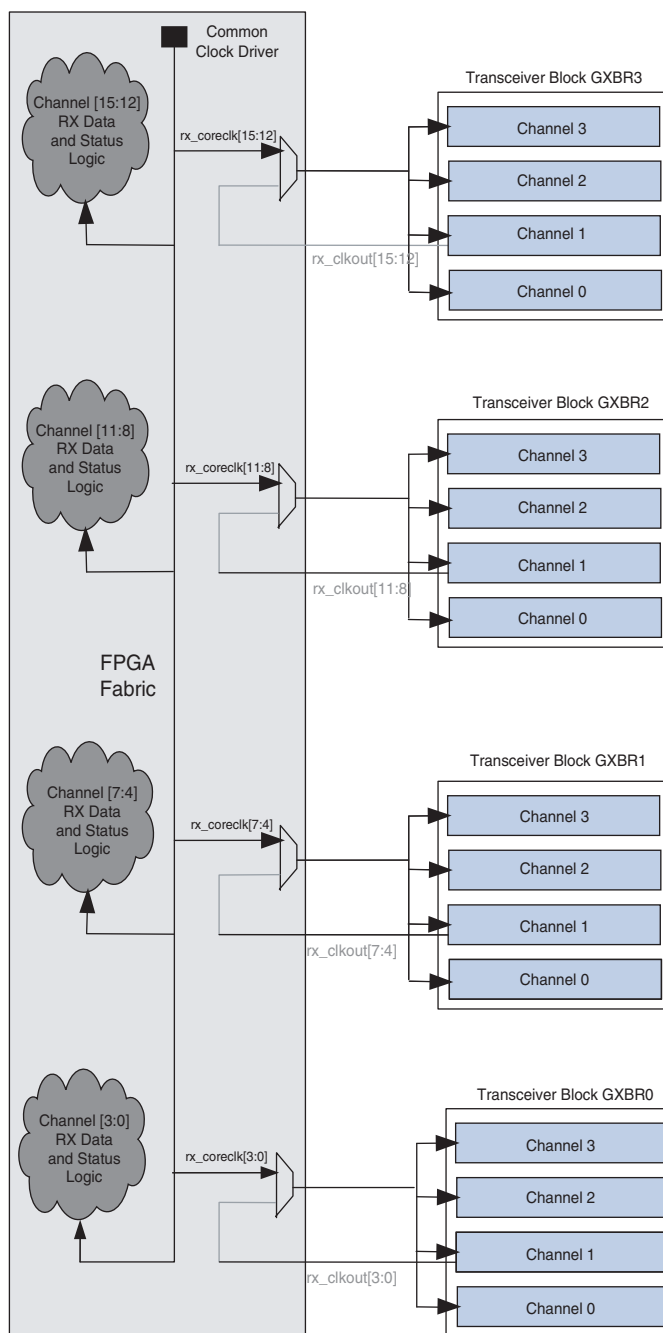 Common
Clock Driver
Channel [15:12]
RX Data
and Status
Logic
rx_coreclk[15:12]
rx_clkout[15:12]
Transceiver Block GXBR3
Channel 3
Channel 2
Channel 1
Channel 0
Channel [11:8]
RX Data
and Status
Logic
rx_coreclk[11:8]
rx_clkout[11:8]
Transceiver Block GXBR2
Channel 3
Channel 2
Channel 1
Channel 0
FPGA
Fabric
Channel [7:4]
RX Data
and Status
Logic
rx_coreclk[7:4]
rx_clkout[7:4]
Transceiver Block GXBR1
Channel 3
Channel 2
Channel 1
Channel 0
Channel [3:0]
RX Data
and Status
Logic
rx_coreclk[3:0]
rx_clkout[3:0]
Transceiver Block GXBR0
Channel 3
Channel 2
Channel 1
Channel 0